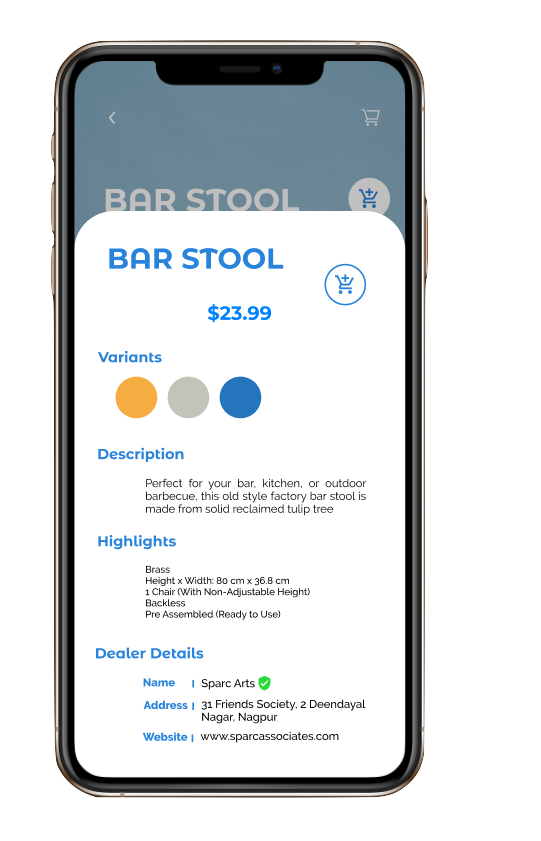 BAR STOOL
BAR STOOL
$23.99
Variants
Description
Perfect for your bar, kitchen, or outdoor
barbecue, this old style factory bar stool is
made from solid reclaimed tulip tree
Highlights
Brass
Height x Width: 80 cm x 36.8 cm
1 Chair (With Non-Adjustable Height)
Backless
Pre Assembled (Ready to Use)
Dealer Details
Name | Sparc Arts
Address | 31 Friends Society, 2 Deendayal
Nagar, Nagpur
Website | www.sparcassociates.com